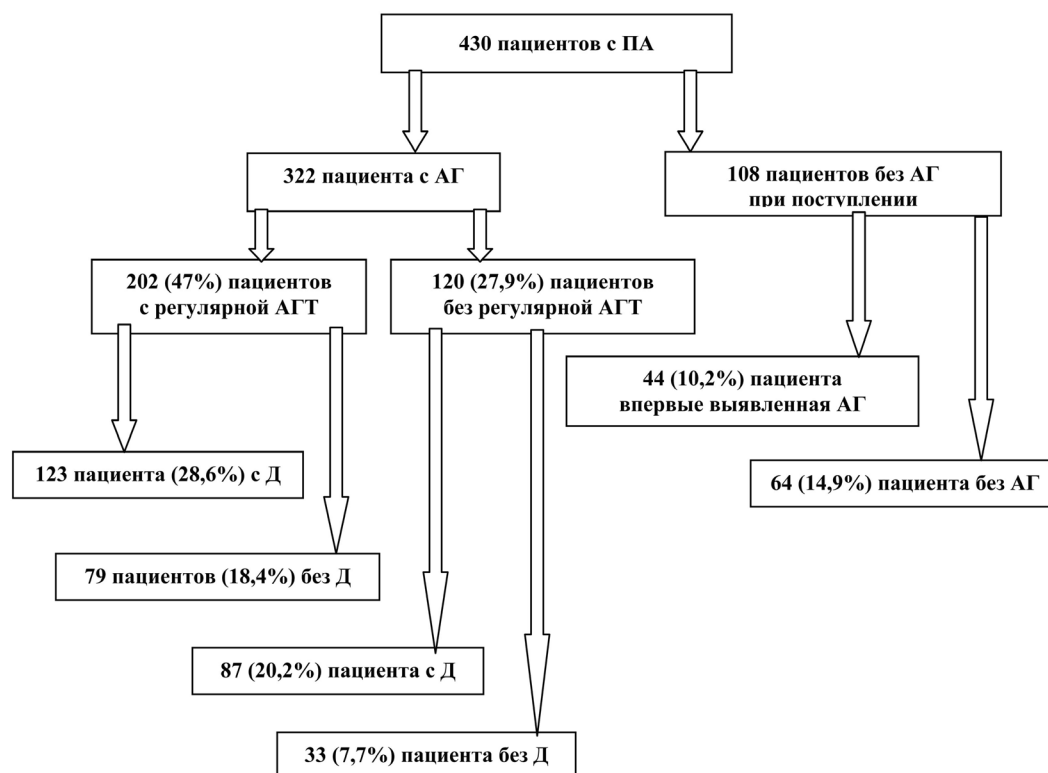 430 пациентов с ПА
322 пациента с АГ
108 пациентов без АГ
при поступлении
202 (47%) пациентов
с регулярной АГТ
120 (27,9%) пациентов
без регулярной АГТ
44 (10,2%) пациента
впервые выявленная АГ
123 пациента (28,6%) с Д
64 (14,9%) пациента без АГ
79 пациентов (18,4%) без Д
87 (20,2%) пациента с Д
33 (7,7%) пациента без Д